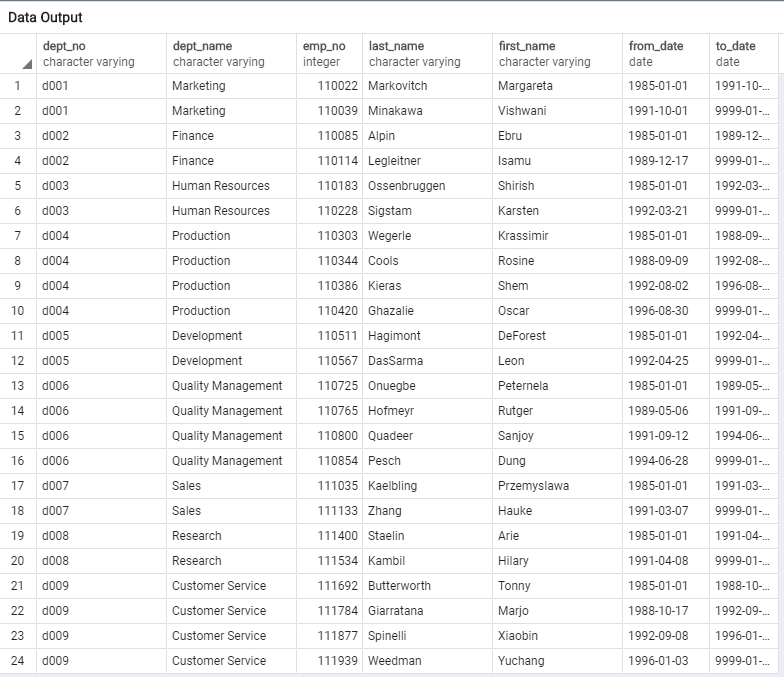 Data Output
dept_no dept_name emp_no last_name first_name from_date to_date
character varying character varying integer character varying character varying date date
1 d001 Marketing 110022 Markovitch Margareta 1985-01-01 1991-10-...
2 d001 Marketing 110039 Minakawa Vishwani 1991-10-01 9999-01-...
3 d002 Finance 110085 Alpin Ebru 1985-01-01 1989-12-...
4 d002 Finance 110114 Legleitner Isamu 1989-12-17 9999-01-...
5 d003 Human Resources 110183 Ossenbruggen Shirish 1985-01-01 1992-03-...
6 d003 Human Resources 110228 Sigstam Karsten 1992-03-21 9999-01-...
7 d004 Production 110303 Wegerle Krassimir 1985-01-01 1988-09-...
8 d004 Production 110344 Cools Rosine 1988-09-09 1992-08-...
9 d004 Production 110386 Kieras Shem 1992-08-02 1996-08-...
10 d004 Production 110420 Ghazalie Oscar 1996-08-30 9999-01-...
11 d005 Development 110511 Hagimont DeForest 1985-01-01 1992-04-...
12 d005 Development 110567 DasSarma Leon 1992-04-25 9999-01-...
13 d006 Quality Management 110725 Onuegbe Peternela 1985-01-01 1989-05-...
14 d006 Quality Management 110765 Hofmeyr Rutger 1989-05-06 1991-09-...
15 d006 Quality Management 110800 Quadeer Sanjoy 1991-09-12 1994-06-...
16 d006 Quality Management 110854 Pesch Dung 1994-06-28 9999-01-...
17 d007 Sales 111035 Kaelbling Przemyslawa 1985-01-01 1991-03-...
18 d007 Sales 111133 Zhang Hauke 1991-03-07 9999-01-...
19 d008 Research 111400 Staelin Arie 1985-01-01 1991-04-...
20 d008 Research 111534 Kambil Hilary 1991-04-08 9999-01-...
21 d009 Customer Service 111692 Butterworth Tonny 1985-01-01 1988-10-...
22 d009 Customer Service 111784 Giarratana Marjo 1988-10-17 1992-09-...
23 d009 Customer Service 111877 Spinelli Xiaobin 1992-09-08 1996-01-...
24 d009 Customer Service 111939 Weedman Yuchang 1996-01-03 9999-01-...